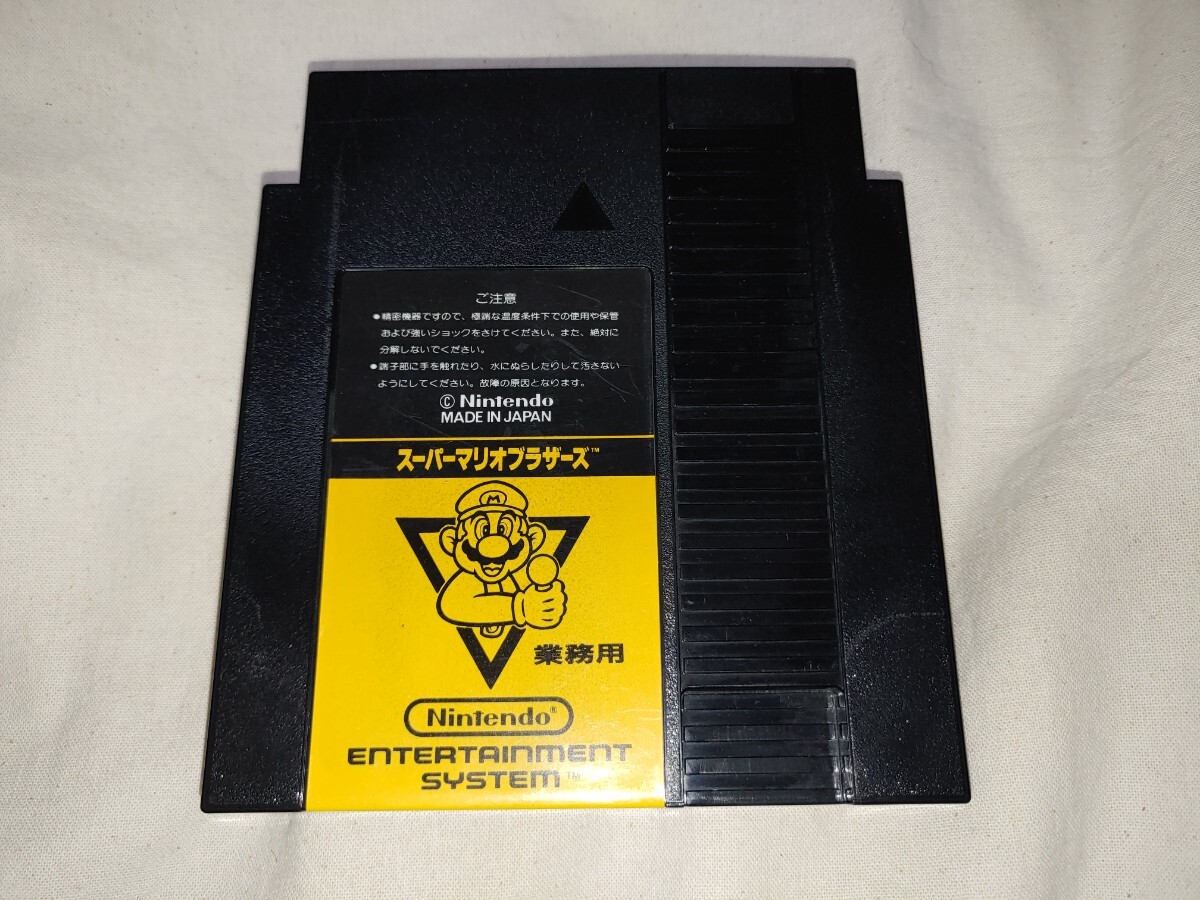 ご注意
●精密機器ですので、極端な温度条件下での使用や保管
および強いショックをさけてください。また、絶対に
分解しないでください。
●端子部に手を触れたり、水にぬらしたりして汚さない
ようにしてください。故障の原因となります。
© Nintendo
MADE IN JAPAN
スーパーマリオブラザーズ™
M
業務用
Nintendo®
ENTERTAINMENT
SYSTEM™